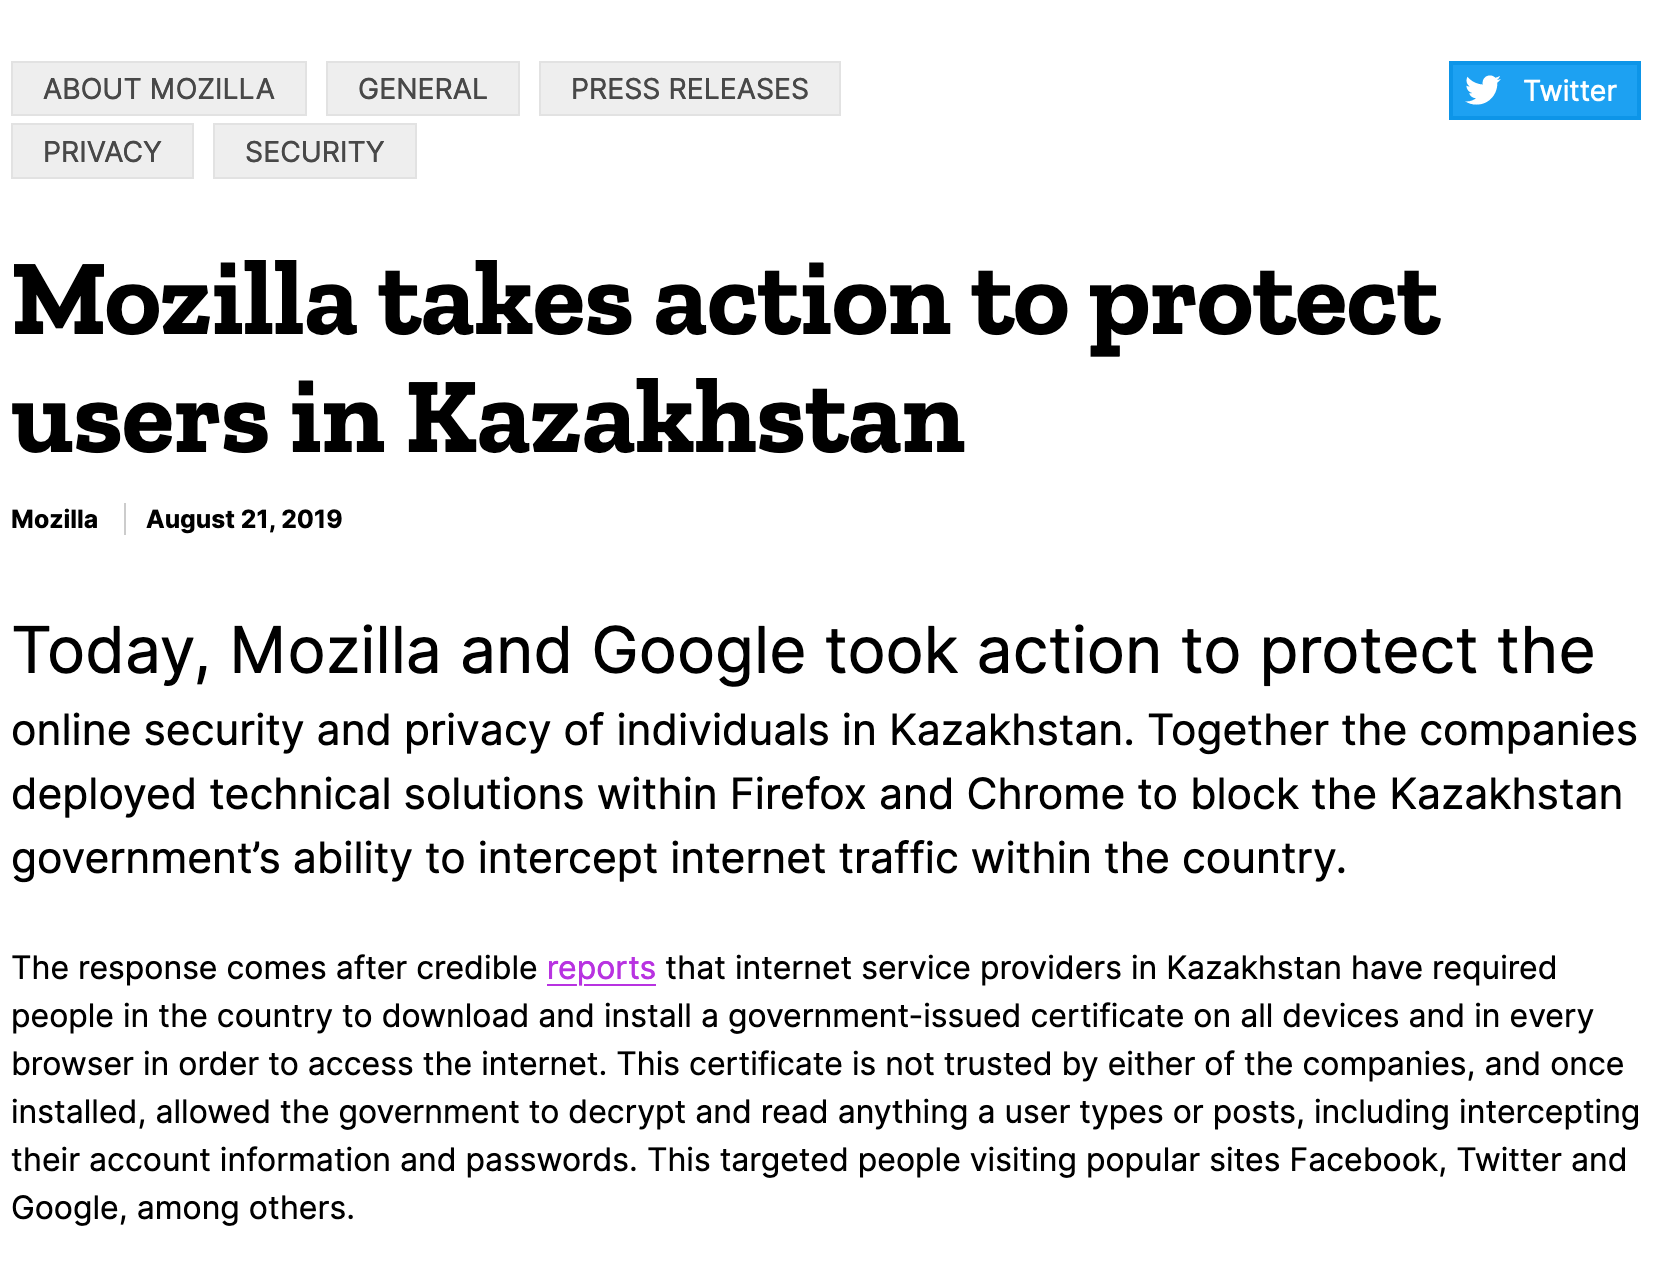 ABOUT MOZILLA GENERAL PRESS RELEASES Twitter
PRIVACY SECURITY
Mozilla takes action to protect
users in Kazakhstan
Mozilla August 21, 2019
Today, Mozilla and Google took action to protect the
online security and privacy of individuals in Kazakhstan. Together the companies
deployed technical solutions within Firefox and Chrome to block the Kazakhstan
government’s ability to intercept internet traffic within the country.
The response comes after credible reports that internet service providers in Kazakhstan have required
people in the country to download and install a government-issued certificate on all devices and in every
browser in order to access the internet. This certificate is not trusted by either of the companies, and once
installed, allowed the government to decrypt and read anything a user types or posts, including intercepting
their account information and passwords. This targeted people visiting popular sites Facebook, Twitter and
Google, among others.